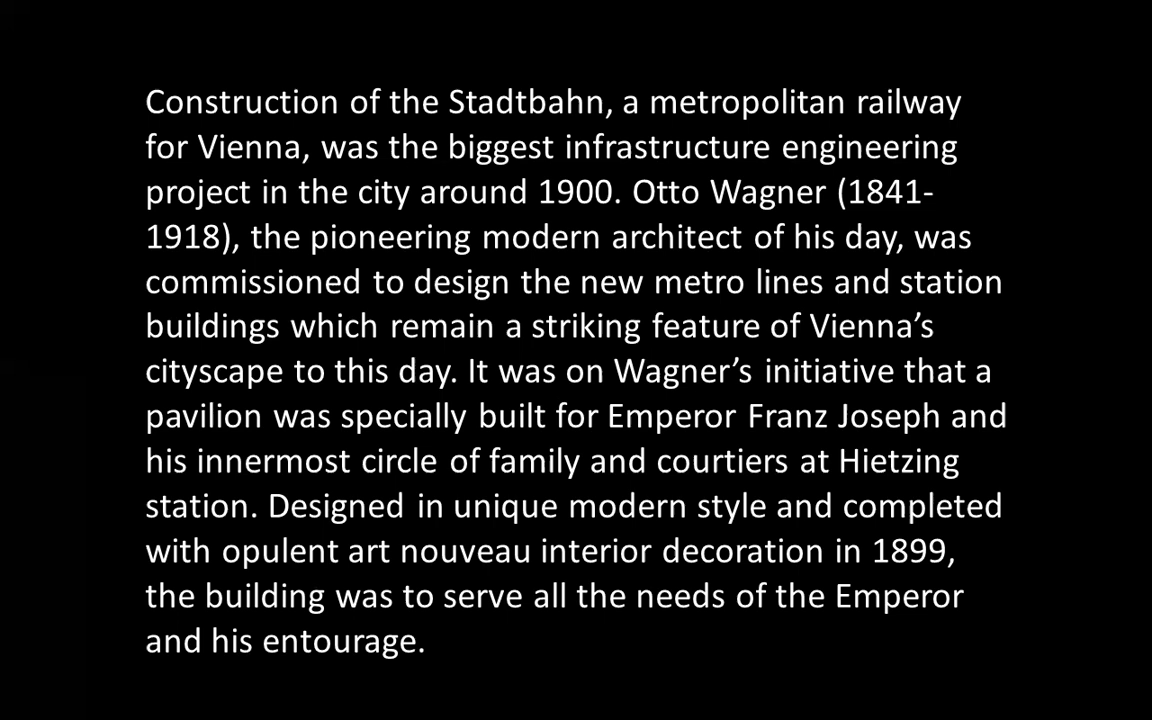 Construction of the Stadtbahn, a metropolitan railway
for Vienna, was the biggest infrastructure engineering
project in the city around 1900. Otto Wagner (1841-
1918), the pioneering modern architect of his day, was
commissioned to design the new metro lines and station
buildings which remain a striking feature of Vienna’s
cityscape to this day. It was on Wagner’s initiative that a
pavilion was specially built for Emperor Franz Joseph and
his innermost circle of family and courtiers at Hietzing
station. Designed in unique modern style and completed
with opulent art nouveau interior decoration in 1899,
the building was to serve all the needs of the Emperor
and his entourage.